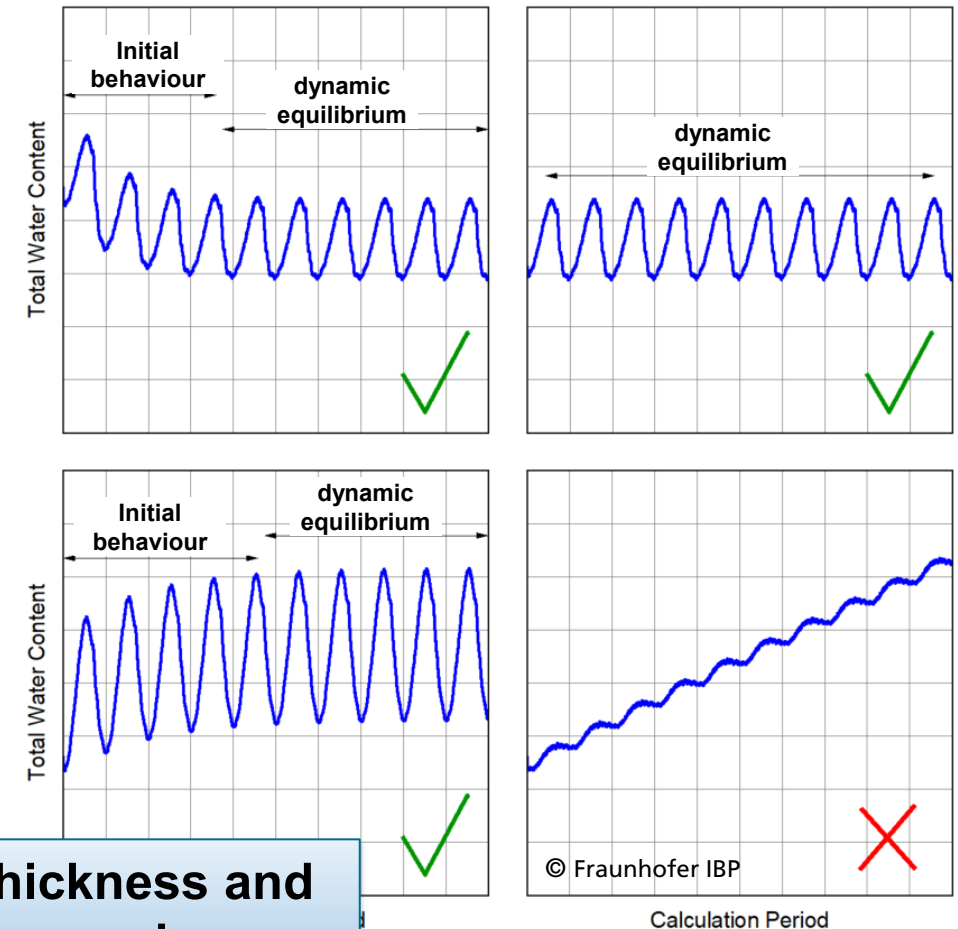 Initial
behaviour
dynamic
equilibrium
Total Water Content
dynamic
equilibrium
Initial
behaviour
dynamic
equilibrium
Total Water Content
© Fraunhofer IBP
and
Calculation Period